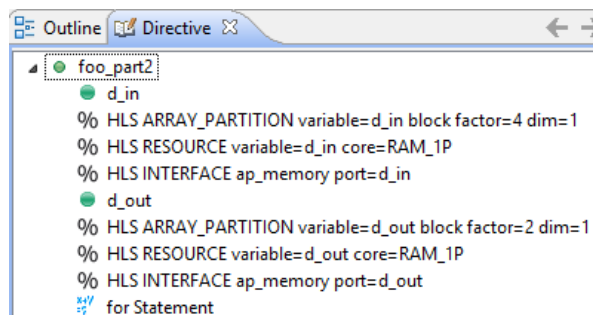 Outline Directive
foo_part2
d_in
% HLS ARRAY_PARTITION variable=d_in block factor=4 dim=1
% HLS RESOURCE variable=d_in core=RAM_1P
% HLS INTERFACE ap_memory port=d_in
d_out
% HLS ARRAY_PARTITION variable=d_out block factor=2 dim=1
% HLS RESOURCE variable=d_out core=RAM_1P
% HLS INTERFACE ap_memory port=d_out
for Statement